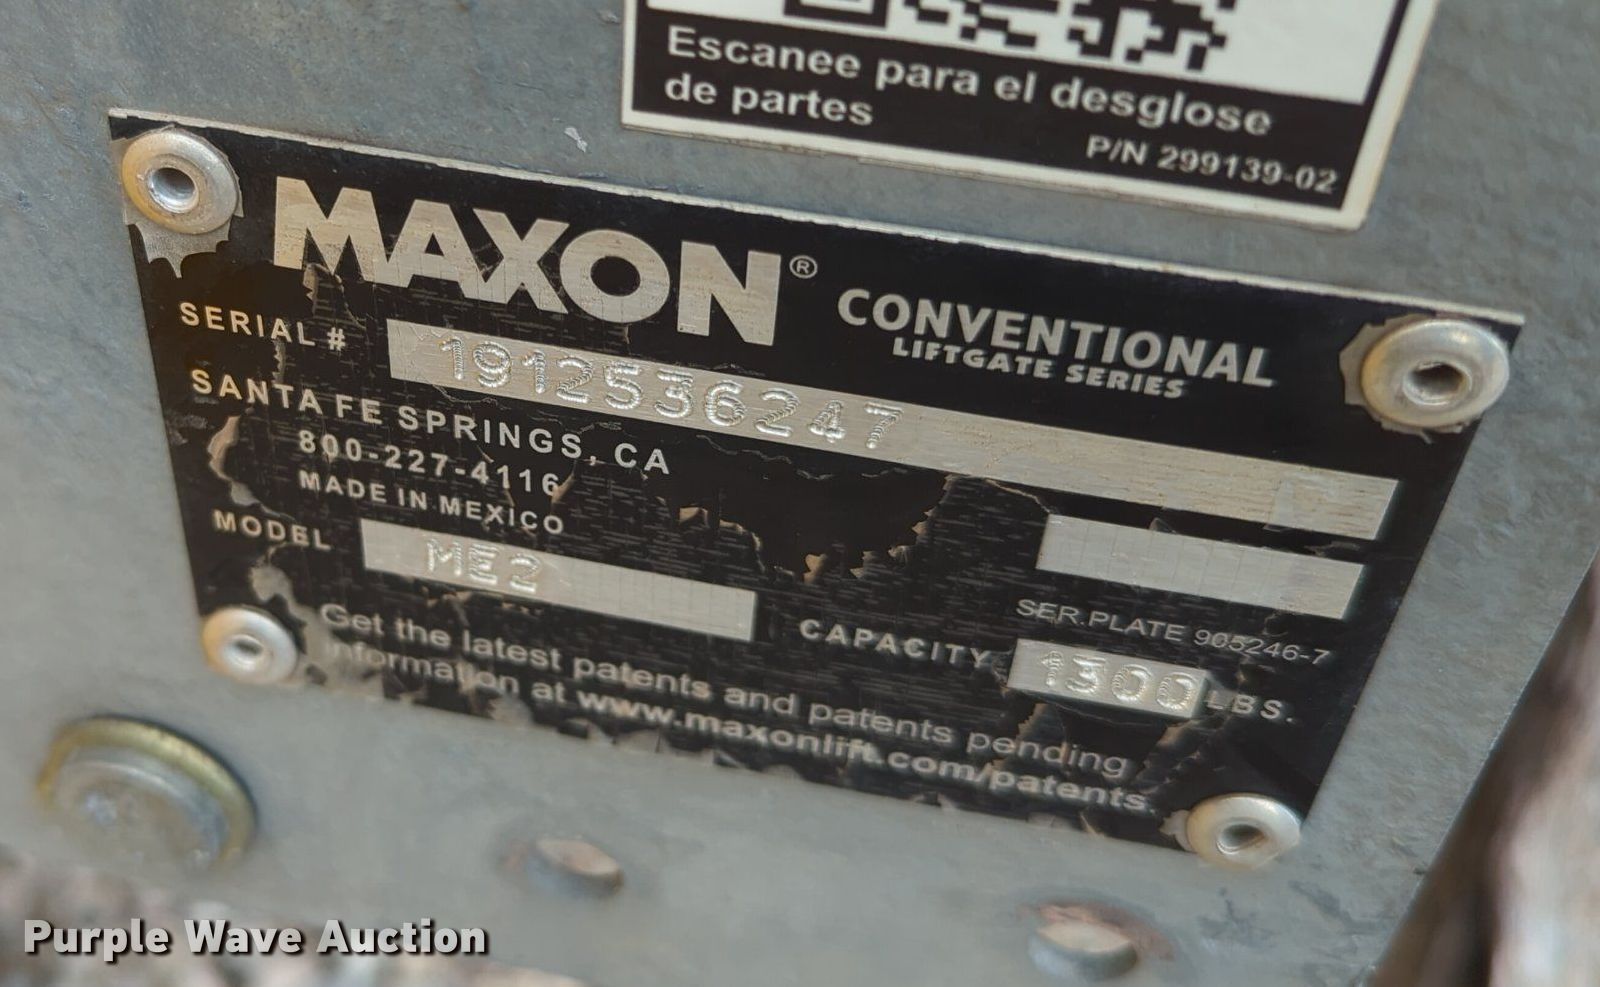 Escanee para el desglose
de partes
P/N 299139-02
MAXON®
CONVENTIONAL
LIFTGATE SERIES
SERIAL # 1912536247
SANTA FE SPRINGS, CA
800-227-4116
MADE IN MEXICO
MODEL ME2
SER.PLATE 905246-7
CAPACITY 1300 LBS.
Get the latest patents and patents pending
information at www.maxonlift.com/patents.
Purple Wave Auction